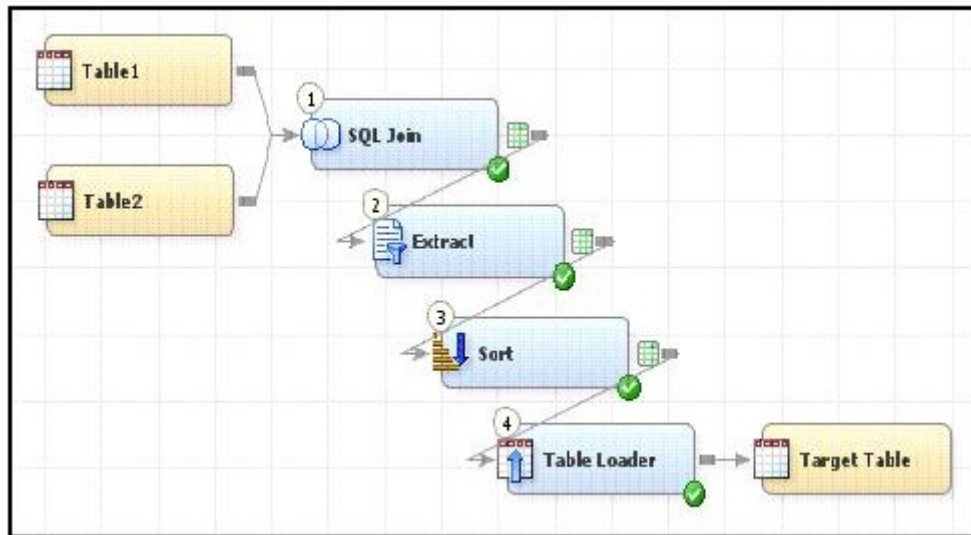 Table1
1
SQL Join
Table2
2
Extract
3
Sort
4
Table Loader
Target Table